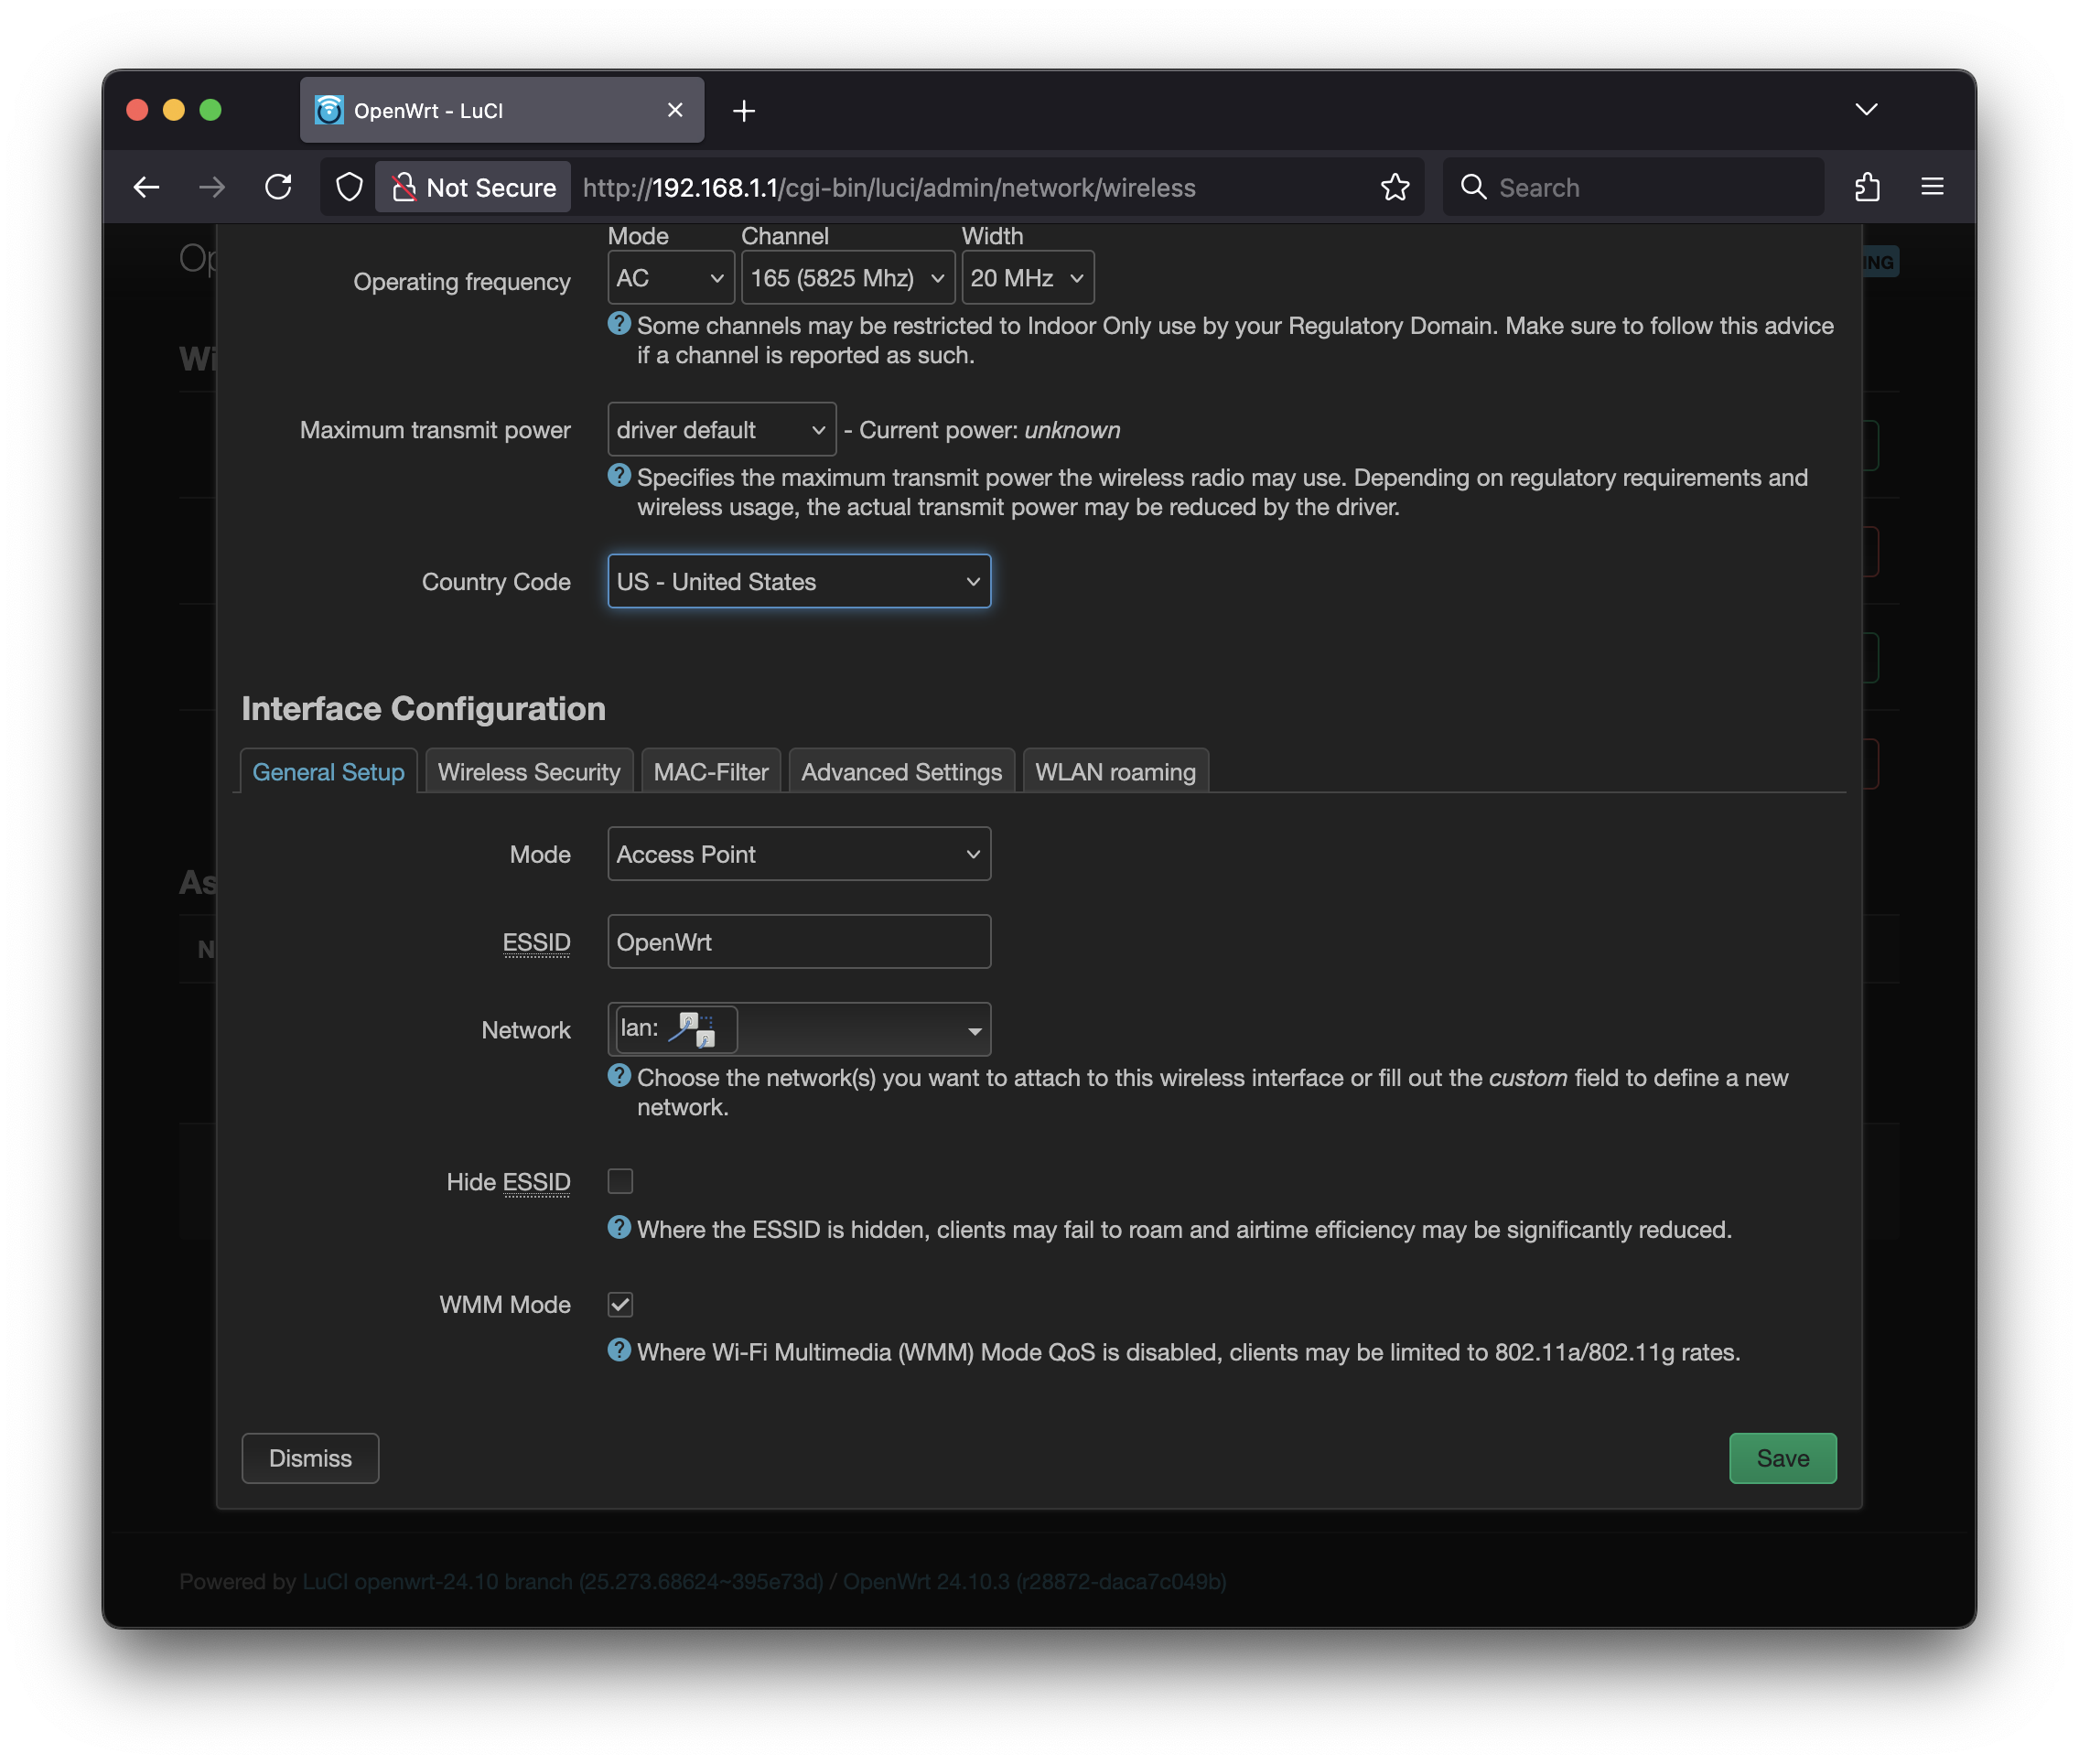 OpenWrt - LuCI
Not Secure http://192.168.1.1/cgi-bin/luci/admin/network/wireless Search
Op
ING
Mode Channel Width
Operating frequency AC 165 (5825 Mhz) 20 MHz
Some channels may be restricted to Indoor Only use by your Regulatory Domain. Make sure to follow this advice
if a channel is reported as such.
Wi
Maximum transmit power driver default - Current power: unknown
Specifies the maximum transmit power the wireless radio may use. Depending on regulatory requirements and
wireless usage, the actual transmit power may be reduced by the driver.
Country Code US - United States
Interface Configuration
General Setup Wireless Security MAC-Filter Advanced Settings WLAN roaming
Mode Access Point
As
ESSID OpenWrt
N
Network lan:
Choose the network(s) you want to attach to this wireless interface or fill out the custom field to define a new
network.
Hide ESSID
Where the ESSID is hidden, clients may fail to roam and airtime efficiency may be significantly reduced.
WMM Mode
Where Wi-Fi Multimedia (WMM) Mode QoS is disabled, clients may be limited to 802.11a/802.11g rates.
Dismiss Save
Powered by LuCI openwrt-24.10 branch (25.273.68624~395e73d) / OpenWrt 24.10.3 (r28872-daca7c049b)